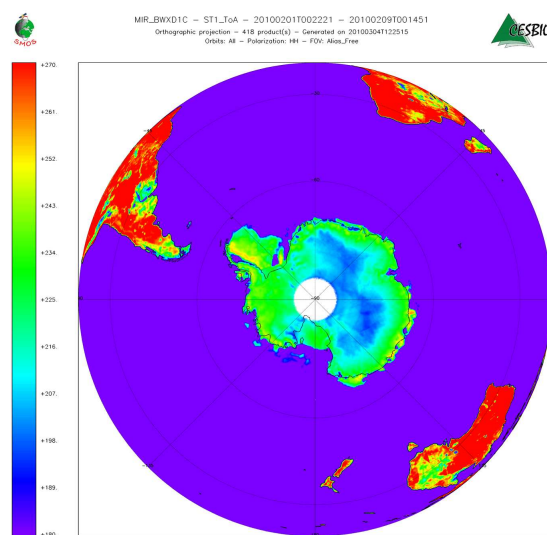 MIR_BWXD1C - ST1_ToA - 20100201T002221 - 20100209T001451
Orthographic projection - 418 product(s) - Generated on 20100304T122515
Orbits: All - Polarization: HH - FOV: Alias_Free
SMOS
CESBIO
+270.
+261.
+252.
+243.
+234.
+225.
+216.
+207.
+198.
+189.
+180.
-90